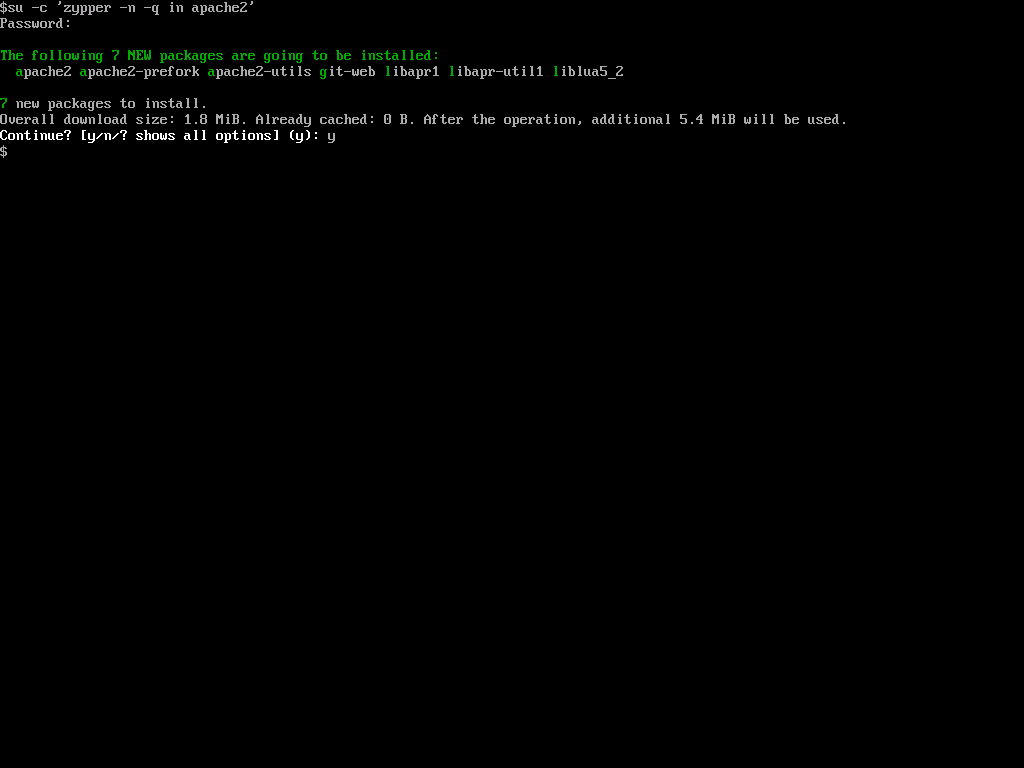 $su -c 'zypper -n -q in apache2'
Password:
The following 7 NEW packages are going to be installed:
  apache2 apache2-prefork apache2-utils git-web libapr1 libapr-util1 liblua5_2
7 new packages to install.
Overall download size: 1.8 MiB. Already cached: 0 B. After the operation, additional 5.4 MiB will be used.
Continue? [y/n/? shows all options] (y): y
$